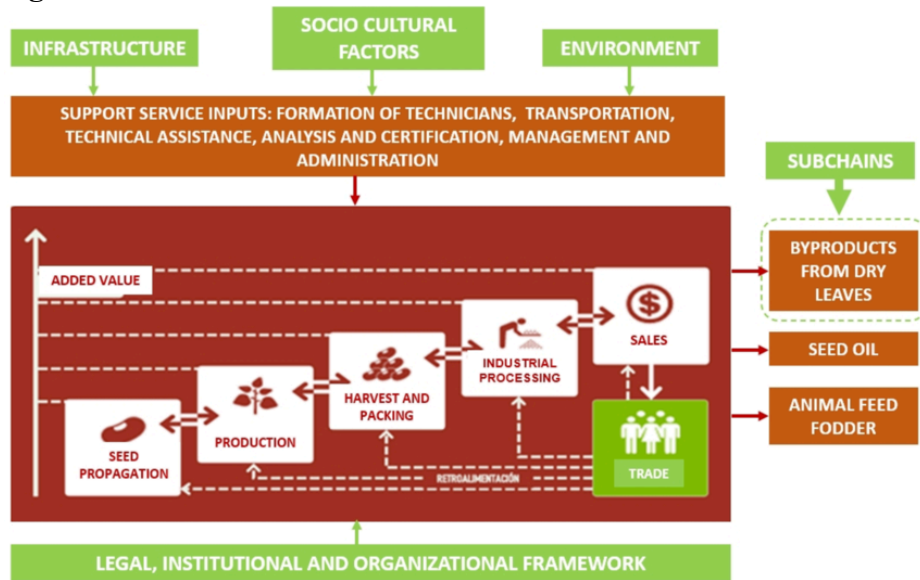 INFRASTRUCTURE
SOCIO CULTURAL
FACTORS
ENVIRONMENT
SUPPORT SERVICE INPUTS: FORMATION OF TECHNICIANS, TRANSPORTATION,
TECHNICAL ASSISTANCE, ANALYSIS AND CERTIFICATION, MANAGEMENT AND
ADMINISTRATION
SUBCHAINS
BYPRODUCTS
FROM DRY
LEAVES
SEED OIL
ANIMAL FEED
FODDER
ADDED VALUE
SALES
INDUSTRIAL
PROCESSING
HARVEST AND
PACKING
PRODUCTION
SEED
PROPAGATION
RETROALIMENTACIÓN
TRADE
LEGAL, INSTITUTIONAL AND ORGANIZATIONAL FRAMEWORK